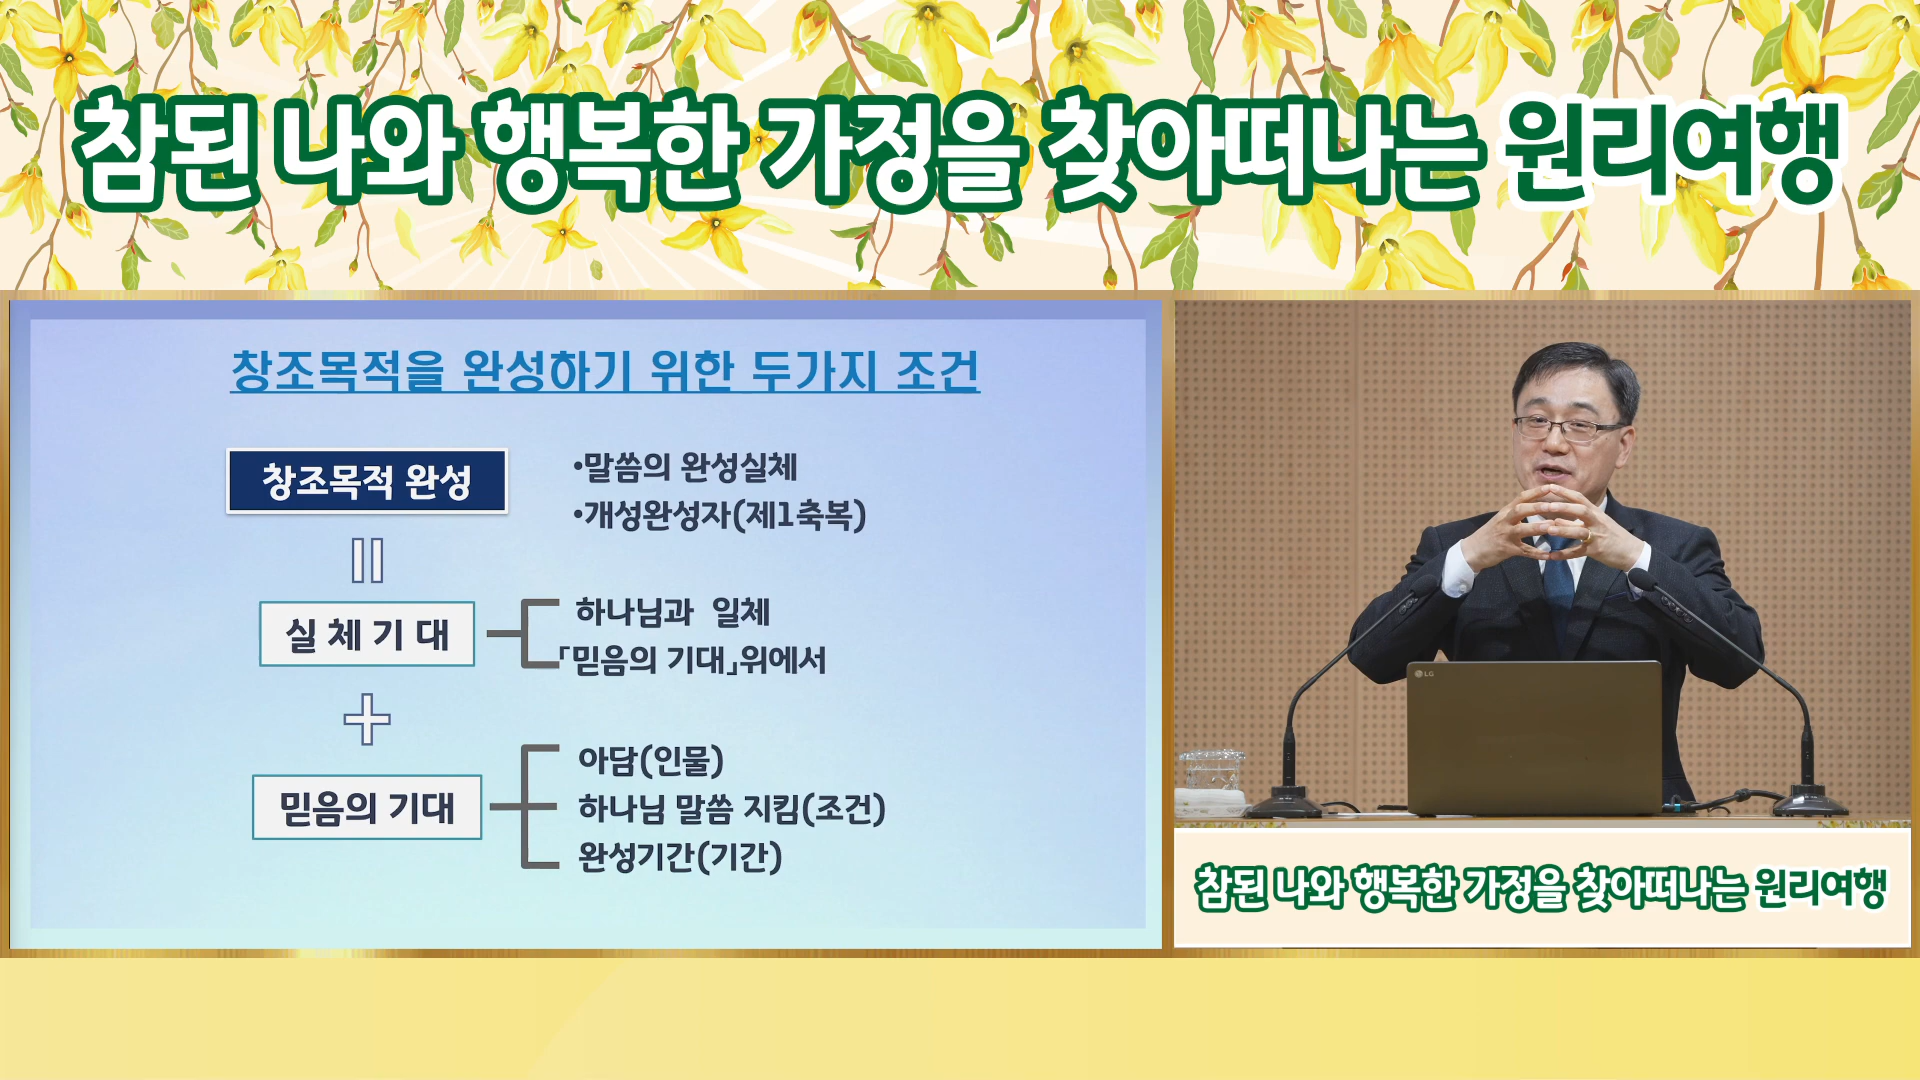 참된 나와 행복한 가정을 찾아떠나는 원리여행
창조목적을 완성하기 위한 두가지 조건
창조목적 완성
•말씀의 완성실체
•개성완성자(제1축복)
실 체 기 대
하나님과 일체
「믿음의 기대」위에서
믿음의 기대
아담(인물)
하나님 말씀 지킴(조건)
완성기간(기간)
LG
참된 나와 행복한 가정을 찾아떠나는 원리여행